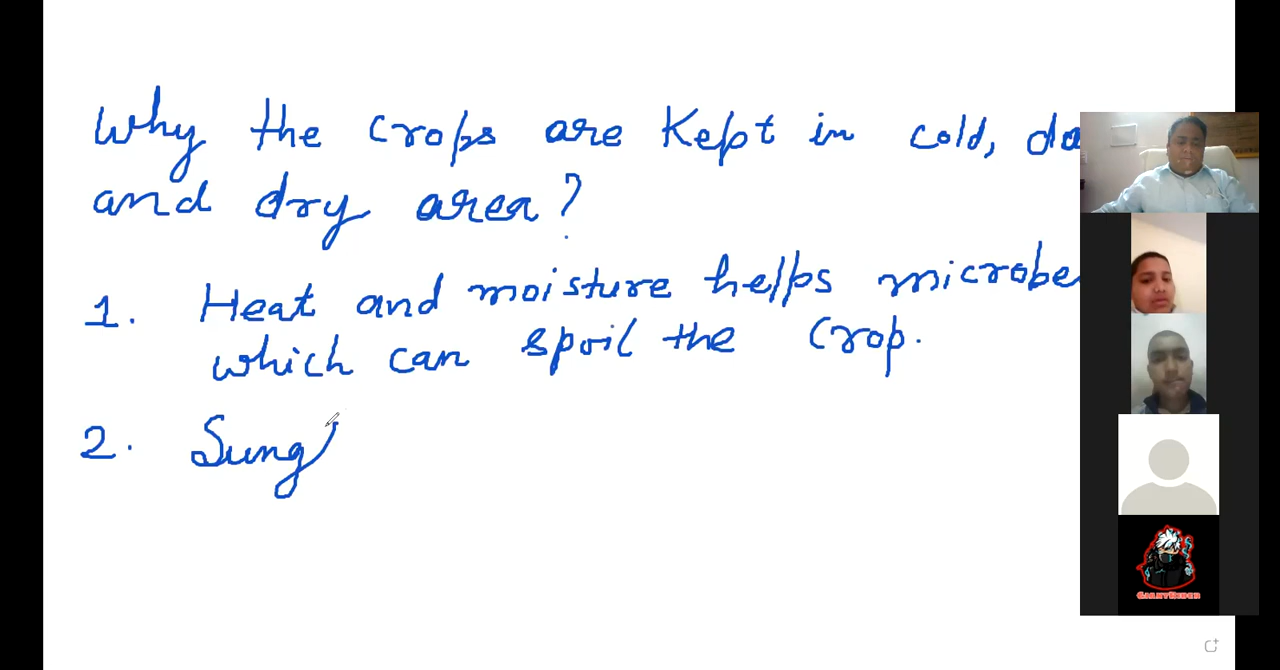 Why the crops are kept in cold, da
and dry area?
1. Heat and moisture helps microbe
which can spoil the crop.
2. Sung
GamyRider